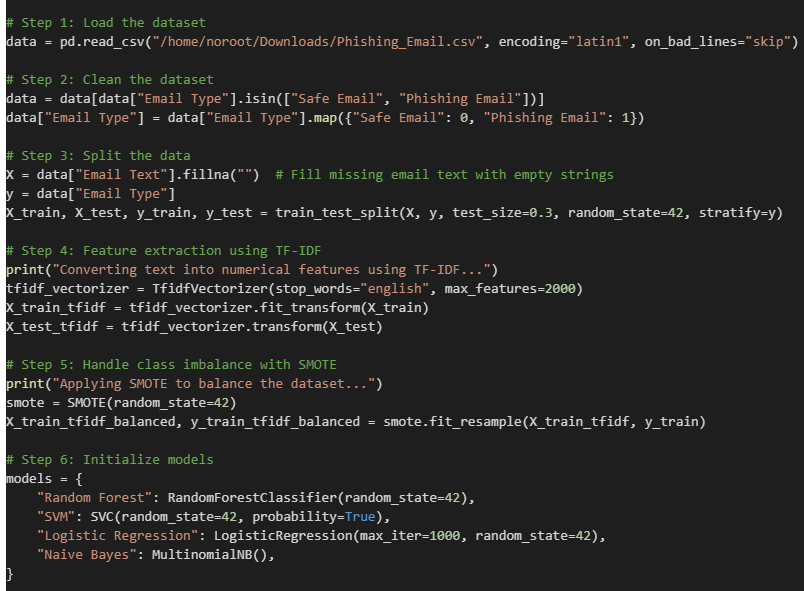 # Step 1: Load the dataset
data = pd.read_csv("/home/noroot/Downloads/Phishing_Email.csv", encoding="latin1", on_bad_lines="skip")
# Step 2: Clean the dataset
data = data[data["Email Type"].isin(["Safe Email", "Phishing Email"])]
data["Email Type"] = data["Email Type"].map({"Safe Email": 0, "Phishing Email": 1})
# Step 3: Split the data
X = data["Email Text"].fillna("")  # Fill missing email text with empty strings
y = data["Email Type"]
X_train, X_test, y_train, y_test = train_test_split(X, y, test_size=0.3, random_state=42, stratify=y)
# Step 4: Feature extraction using TF-IDF
print("Converting text into numerical features using TF-IDF...")
tfidf_vectorizer = TfidfVectorizer(stop_words="english", max_features=2000)
X_train_tfidf = tfidf_vectorizer.fit_transform(X_train)
X_test_tfidf = tfidf_vectorizer.transform(X_test)
# Step 5: Handle class imbalance with SMOTE
print("Applying SMOTE to balance the dataset...")
smote = SMOTE(random_state=42)
X_train_tfidf_balanced, y_train_tfidf_balanced = smote.fit_resample(X_train_tfidf, y_train)
# Step 6: Initialize models
models = {
    "Random Forest": RandomForestClassifier(random_state=42),
    "SVM": SVC(random_state=42, probability=True),
    "Logistic Regression": LogisticRegression(max_iter=1000, random_state=42),
    "Naive Bayes": MultinomialNB(),
}